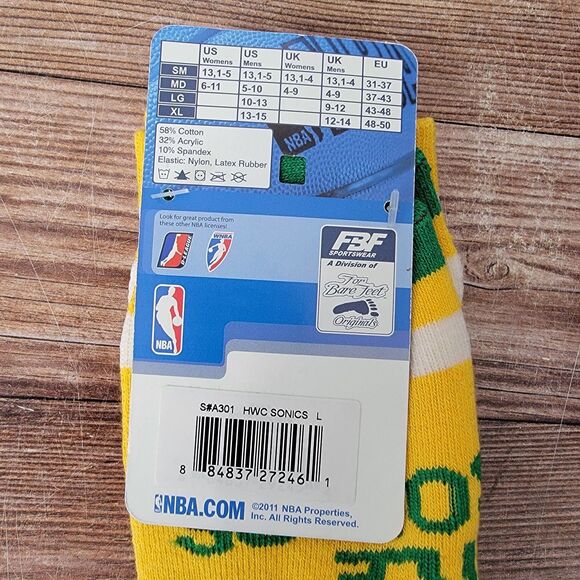 US Womens US Mens UK Womens UK Mens EU
SM 13,1-5 13,1-5 13,1-4 13,1-4 31-37
MD 6-11 5-10 4-9 4-9 37-43
LG 10-13 9-12 43-48
XL 13-15 12-14 48-50
58% Cotton
32% Acrylic
10% Spandex
Elastic: Nylon, Latex Rubber
NBA
Look for great product from
these other NBA licenses!
D-LEAGUE
WNBA
FBF
SPORTSWEAR
A Division of
For
Bare Feet
Originals
NBA
S#A301 HWC SONICS L
8 84837 27246 1
NBA.COM
©2011 NBA Properties,
Inc. All Rights Reserved.